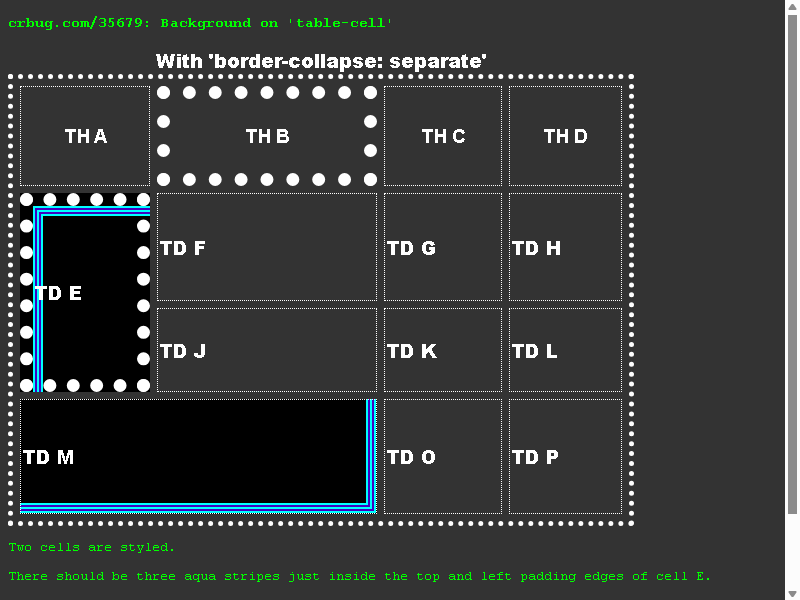 crbug.com/35679: Background on 'table-cell'
With 'border-collapse: separate'
TH A TH B TH C TH D
TD E
TD F TD G TD H
TD J TD K TD L
TD M TD O TD P
Two cells are styled.
There should be three aqua stripes just inside the top and left padding edges of cell E.